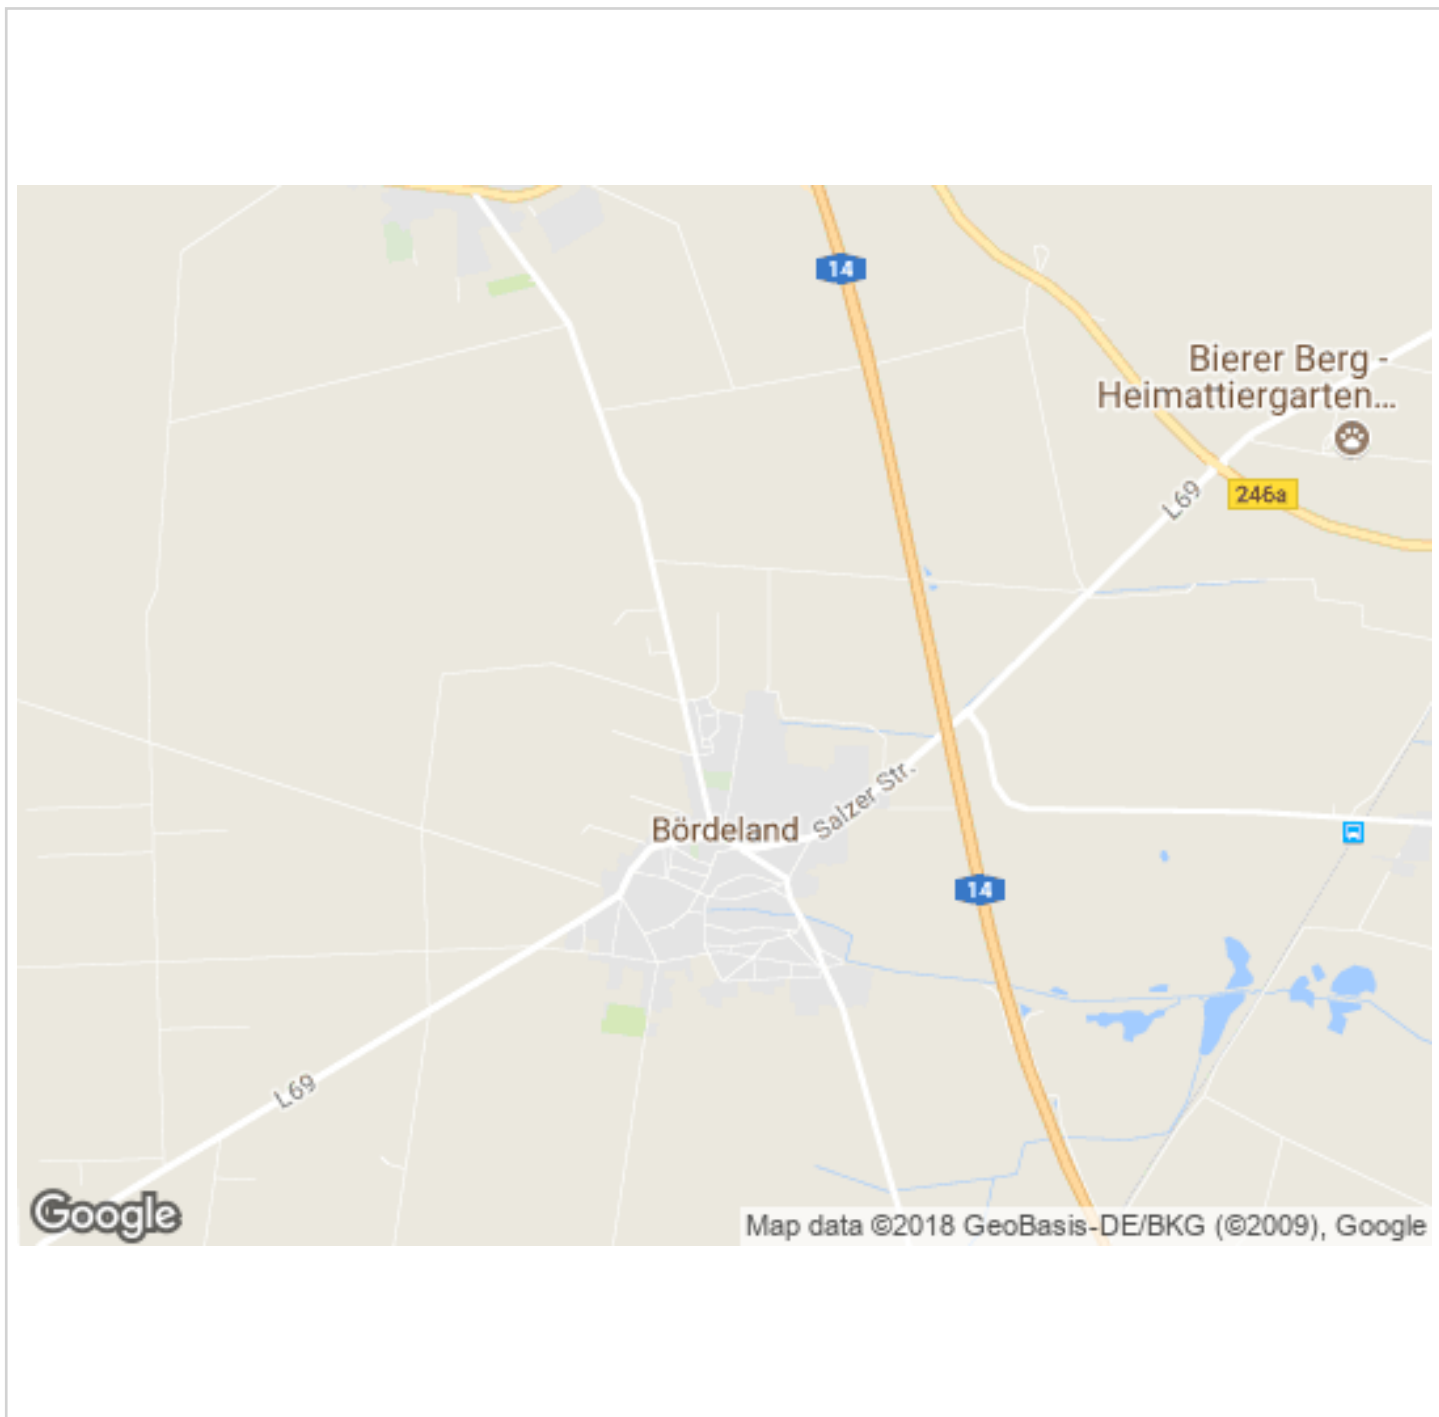 14
Bierer Berg -
Heimattiergarten...
246a
L69
Salzer Str.
Bördeland
14
L69
Google
Map data ©2018 GeoBasis-DE/BKG (©2009), Google